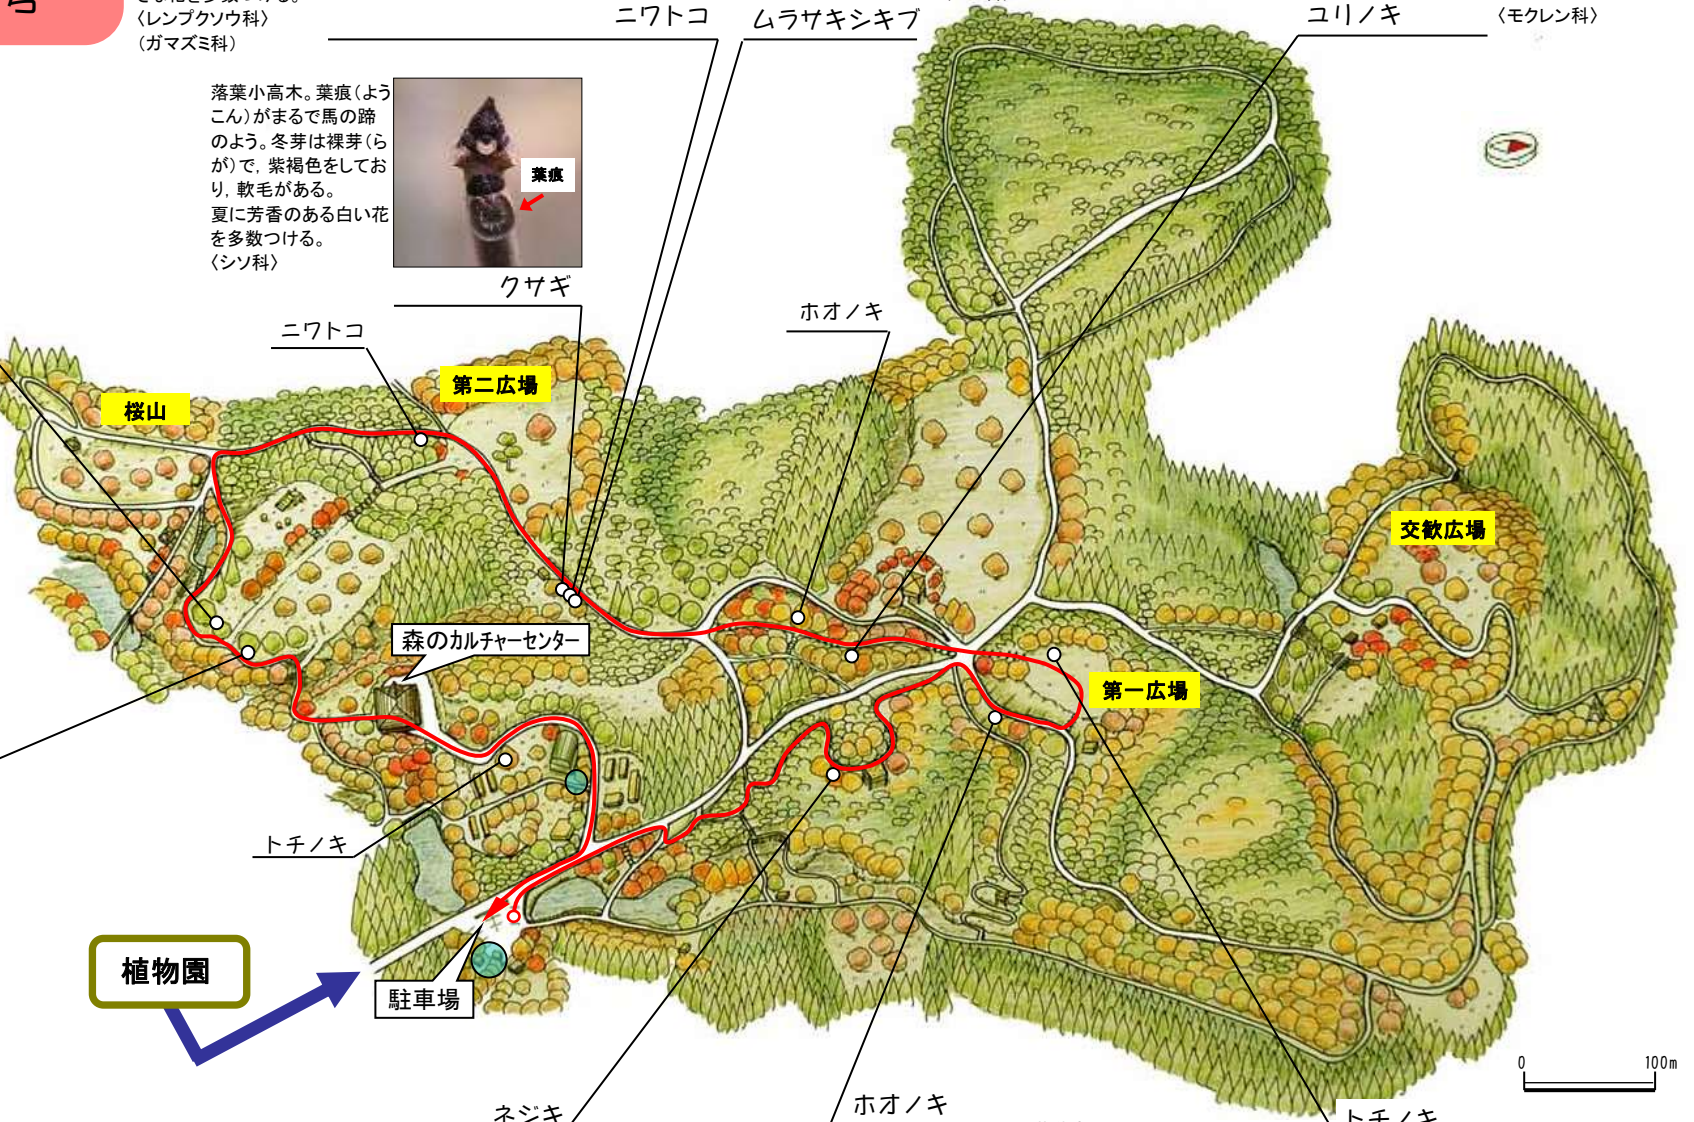 号
〈レンプクソウ科〉
(ガマズミ科)
ニワトコ
ムラサキシキブ
ユリノキ
〈モクレン科〉
落葉小高木。葉痕(よう
こん)がまるで馬の蹄
のよう。冬芽は裸芽(ら
が)で, 紫褐色をしてお
り, 軟毛がある。
夏に芳香のある白い花
を多数つける。
〈シソ科〉
葉痕
クサギ
ホオノキ
ニワトコ
第二広場
桜山
交歓広場
森のカルチャーセンター
第一広場
トチノキ
植物園
駐車場
0 100m
ネジキ
ホオノキ
トチノキ